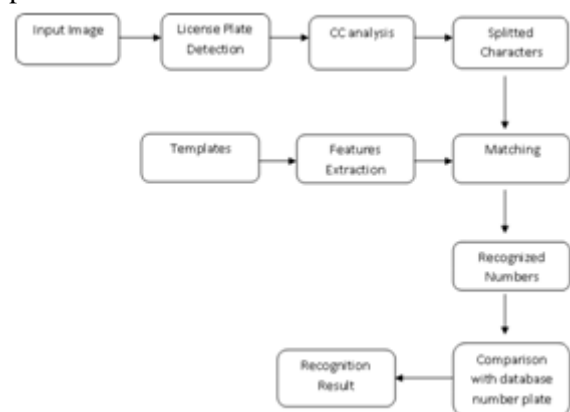 Input Image
License Plate
Detection
CC analysis
Splitted
Characters
Templates
Features
Extraction
Matching
Recognized
Numbers
Recognition
Result
Comparison
with database
number plate